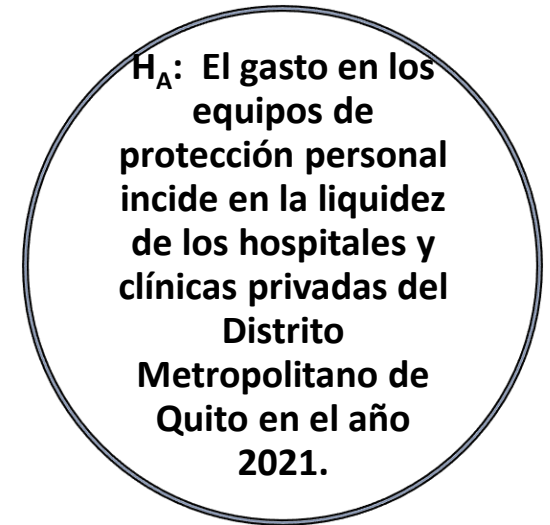 H_A: El gasto en los
equipos de
protección personal
incide en la liquidez
de los hospitales y
clínicas privadas del
Distrito
Metropolitano de
Quito en el año
2021.